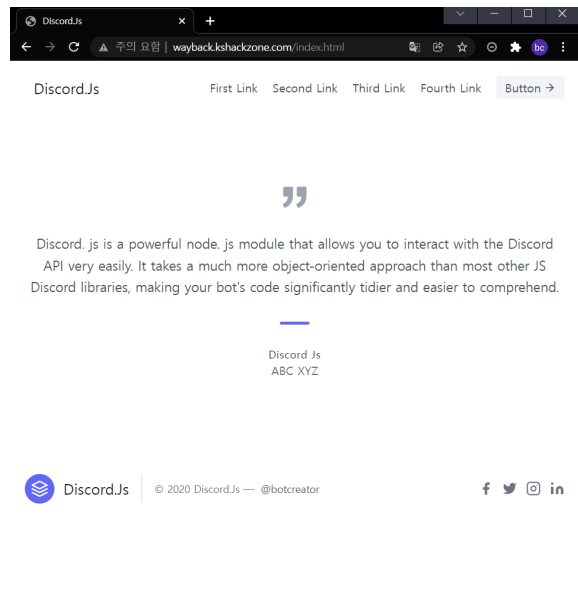 Discord.Js
주의 요함 | wayback.kshackzone.com/index.html
bc
Discord.Js
First Link Second Link Third Link Fourth Link Button →
Discord. js is a powerful node. js module that allows you to interact with the Discord
API very easily. It takes a much more object-oriented approach than most other JS
Discord libraries, making your bot's code significantly tidier and easier to comprehend.
Discord Js
ABC XYZ
Discord.Js
© 2020 Discord.Js — @botcreator